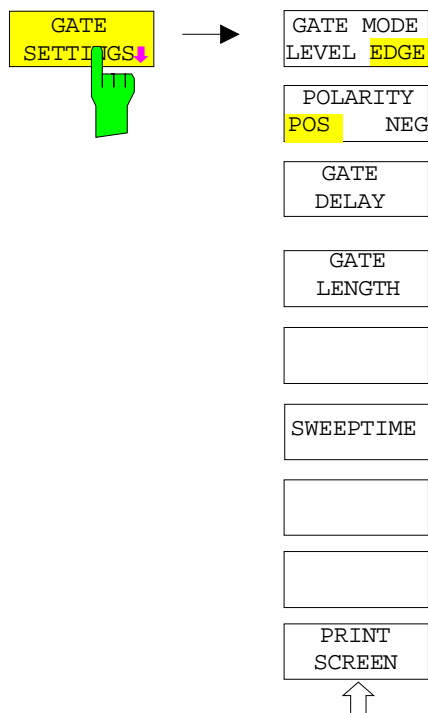 GATE
SETTINGS
GATE MODE
LEVEL EDGE
POLARITY
POS NEG
GATE
DELAY
GATE
LENGTH
SWEEPTIME
PRINT
SCREEN